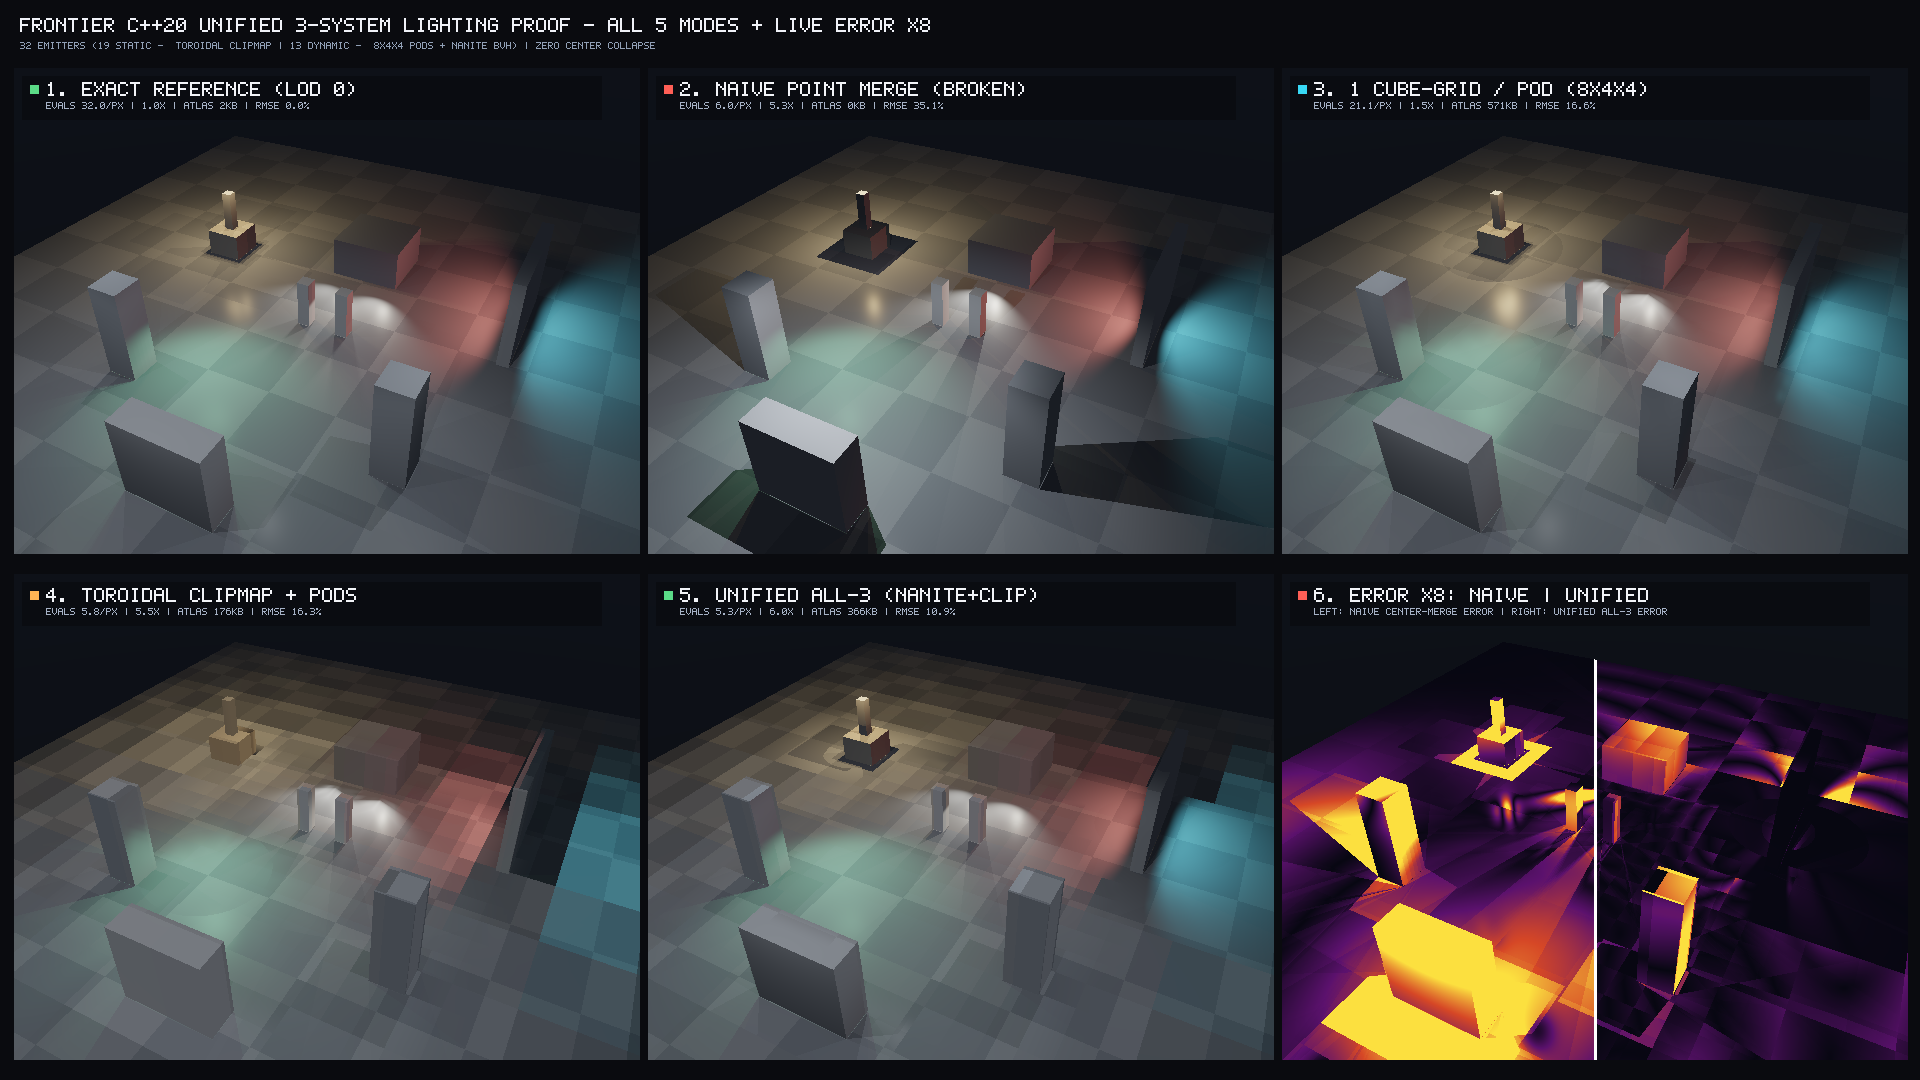 FRONTIER C++20 UNIFIED 3-SYSTEM LIGHTING PROOF - ALL 5 MODES + LIVE ERROR X8
32 EMITTERS (19 STATIC - TOROIDAL CLIPMAP | 13 DYNAMIC - 8X4X4 PODS + NANITE BVH) | ZERO CENTER COLLAPSE
1. EXACT REFERENCE (LOD 0)
EVALS 32.0/PX | 1.0X | ATLAS 2KB | RMSE 0.0%
2. NAIVE POINT MERGE (BROKEN)
EVALS 6.0/PX | 5.3X | ATLAS 0KB | RMSE 35.1%
3. 1 CUBE-GRID / POD (8X4X4)
EVALS 21.1/PX | 1.5X | ATLAS 571KB | RMSE 16.6%
4. TOROIDAL CLIPMAP + PODS
EVALS 5.8/PX | 5.5X | ATLAS 176KB | RMSE 16.3%
5. UNIFIED ALL-3 (NANITE+CLIP)
EVALS 5.3/PX | 6.0X | ATLAS 366KB | RMSE 10.9%
6. ERROR X8: NAIVE | UNIFIED
LEFT: NAIVE CENTER-MERGE ERROR | RIGHT: UNIFIED ALL-3 ERROR